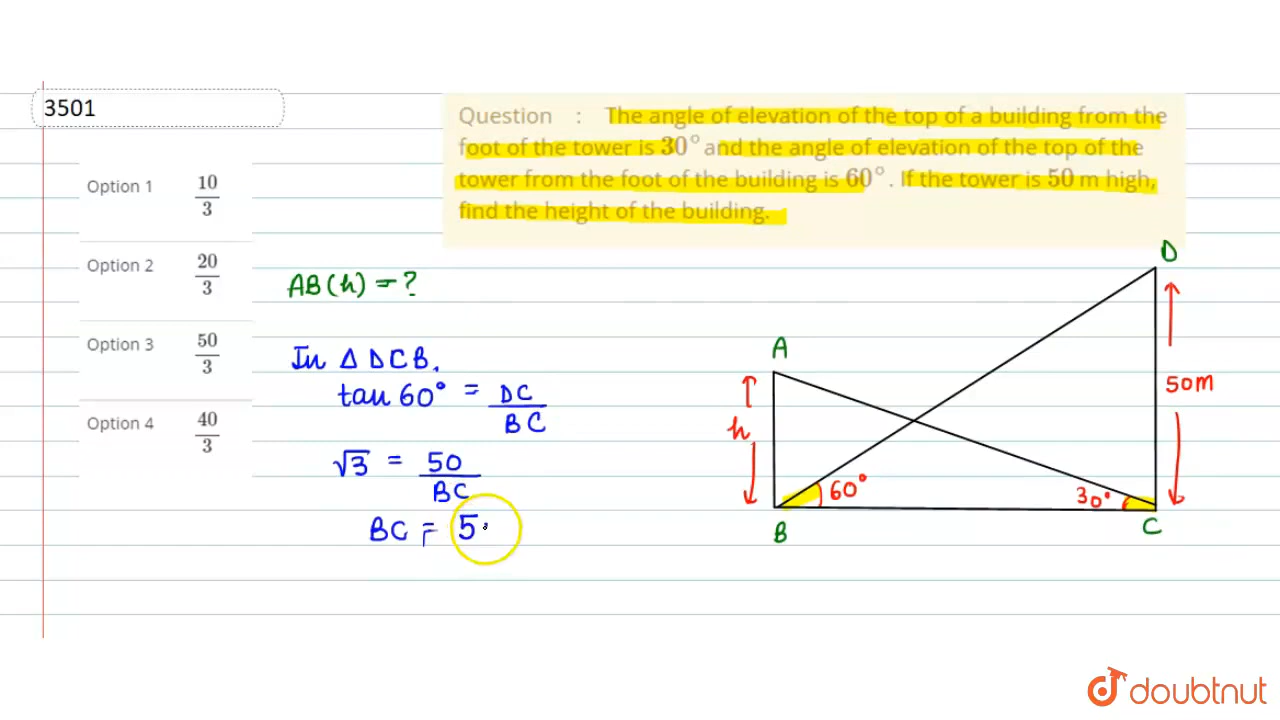 3501
Question : The angle of elevation of the top of a building from the
foot of the tower is 30° and the angle of elevation of the top of the
tower from the foot of the building is 60°. If the tower is 50 m high,
find the height of the building.
Option 1 10/3
Option 2 20/3
Option 3 50/3
Option 4 40/3
AB(h) = ?
In Δ DCB,
tan 60° = DC/BC
√3 = 50/BC
BC = 5
D
A
50M
h
60°
30°
B
C
doubtnut